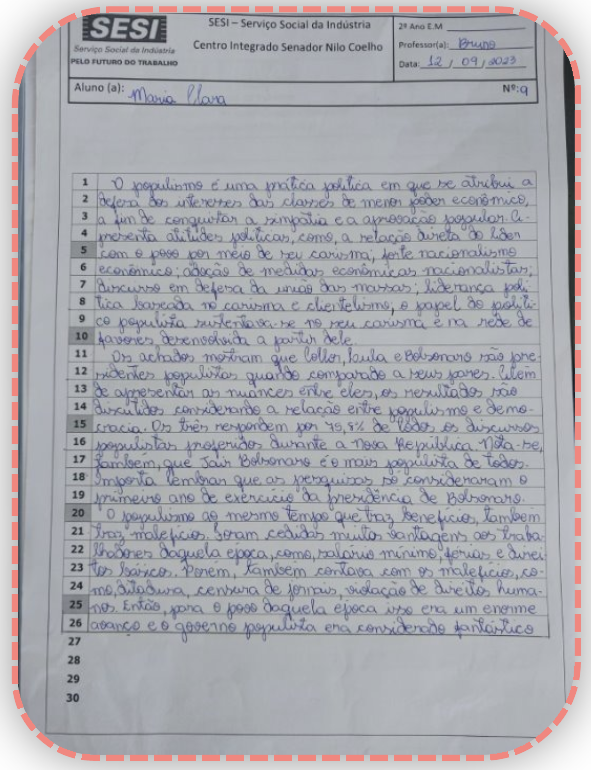 SESI
Serviço Social da Indústria
PELO FUTURO DO TRABALHO
SESI – Serviço Social da Indústria
Centro Integrado Senador Nilo Coelho
2º Ano E.M
Professor(a): Bruno
Data: 12 / 09 / 2023
Aluno (a): Maria Clara
Nº: 9
1 O populismo é uma prática política em que se atribui a
2 defesa dos interesses das classes de menor poder econômico,
3 a fim de conquistar a simpatia e a aprovação popular. A-
4 presenta atitudes políticas, como, a relação direta do líder
5 com o povo por meio de seu carisma; forte nacionalismo
6 econômico; adoção de medidas econômicas nacionalistas;
7 discurso em defesa da união das massas; liderança polí-
8 tica baseada no carisma e clientelismo; o papel do políti-
9 co populista sustentava-se no seu carisma e na rede de
10 favores desenvolvida a partir dele.
11 Os achados mostram que Collor, Lula e Bolsonaro são pre-
12 sidentes populistas quando comparado a seus pares. Além
13 de apresentar as nuances entre eles, os resultados são
14 discutidos considerando a relação entre populismo e demo-
15 cracia. Os três respondem por 75,8% de todos os discursos
16 populistas proferidos durante a Nova República. Nota-se,
17 também, que Jair Bolsonaro é o mais populista de todos.
18 Importa lembrar que as pesquisas só consideraram o
19 primeiro ano de exercício da presidência de Bolsonaro.
20 O populismo ao mesmo tempo que traz benefícios, também
21 traz malefícios. Foram cedidas muitas vantagens aos traba-
22 lhadores daquela epoca, como, salário mínimo, férias e direi-
23 tos básicos. Porém, também contava com os malefícios, co-
24 mo, ditadura, censura de jornais, violação de direitos huma-
25 nos. Então, para o povo daquela época isso era um enorme
26 avanço e o governo populista era considerado fantástico
27
28
29
30